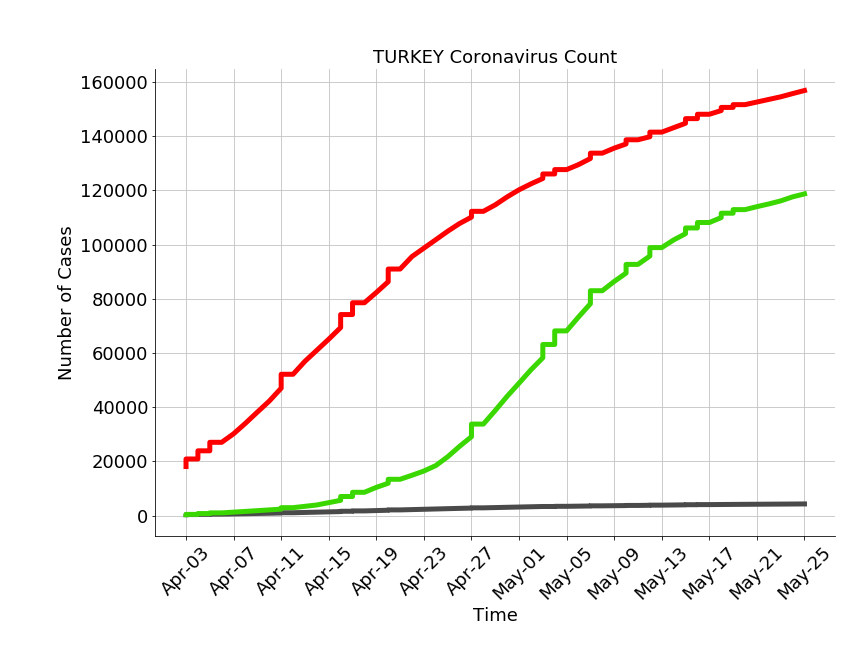 TURKEY Coronavirus Count
160000
140000
120000
100000
80000
60000
40000
20000
0
Number of Cases
Apr-03 Apr-07 Apr-11 Apr-15 Apr-19 Apr-23 Apr-27 May-01 May-05 May-09 May-13 May-17 May-21 May-25
Time